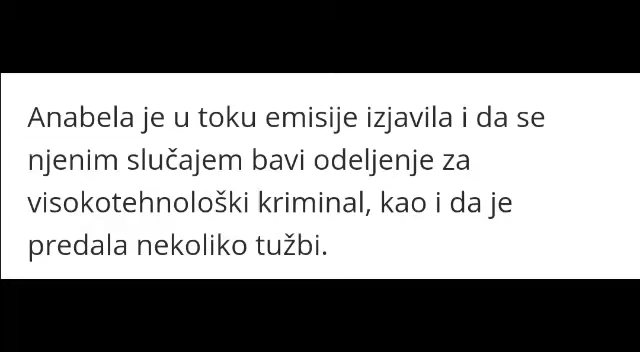 Anabela je u toku emisije izjavila i da se
njenim slučajem bavi odeljenje za
visokotehnološki kriminal, kao i da je
predala nekoliko tužbi.